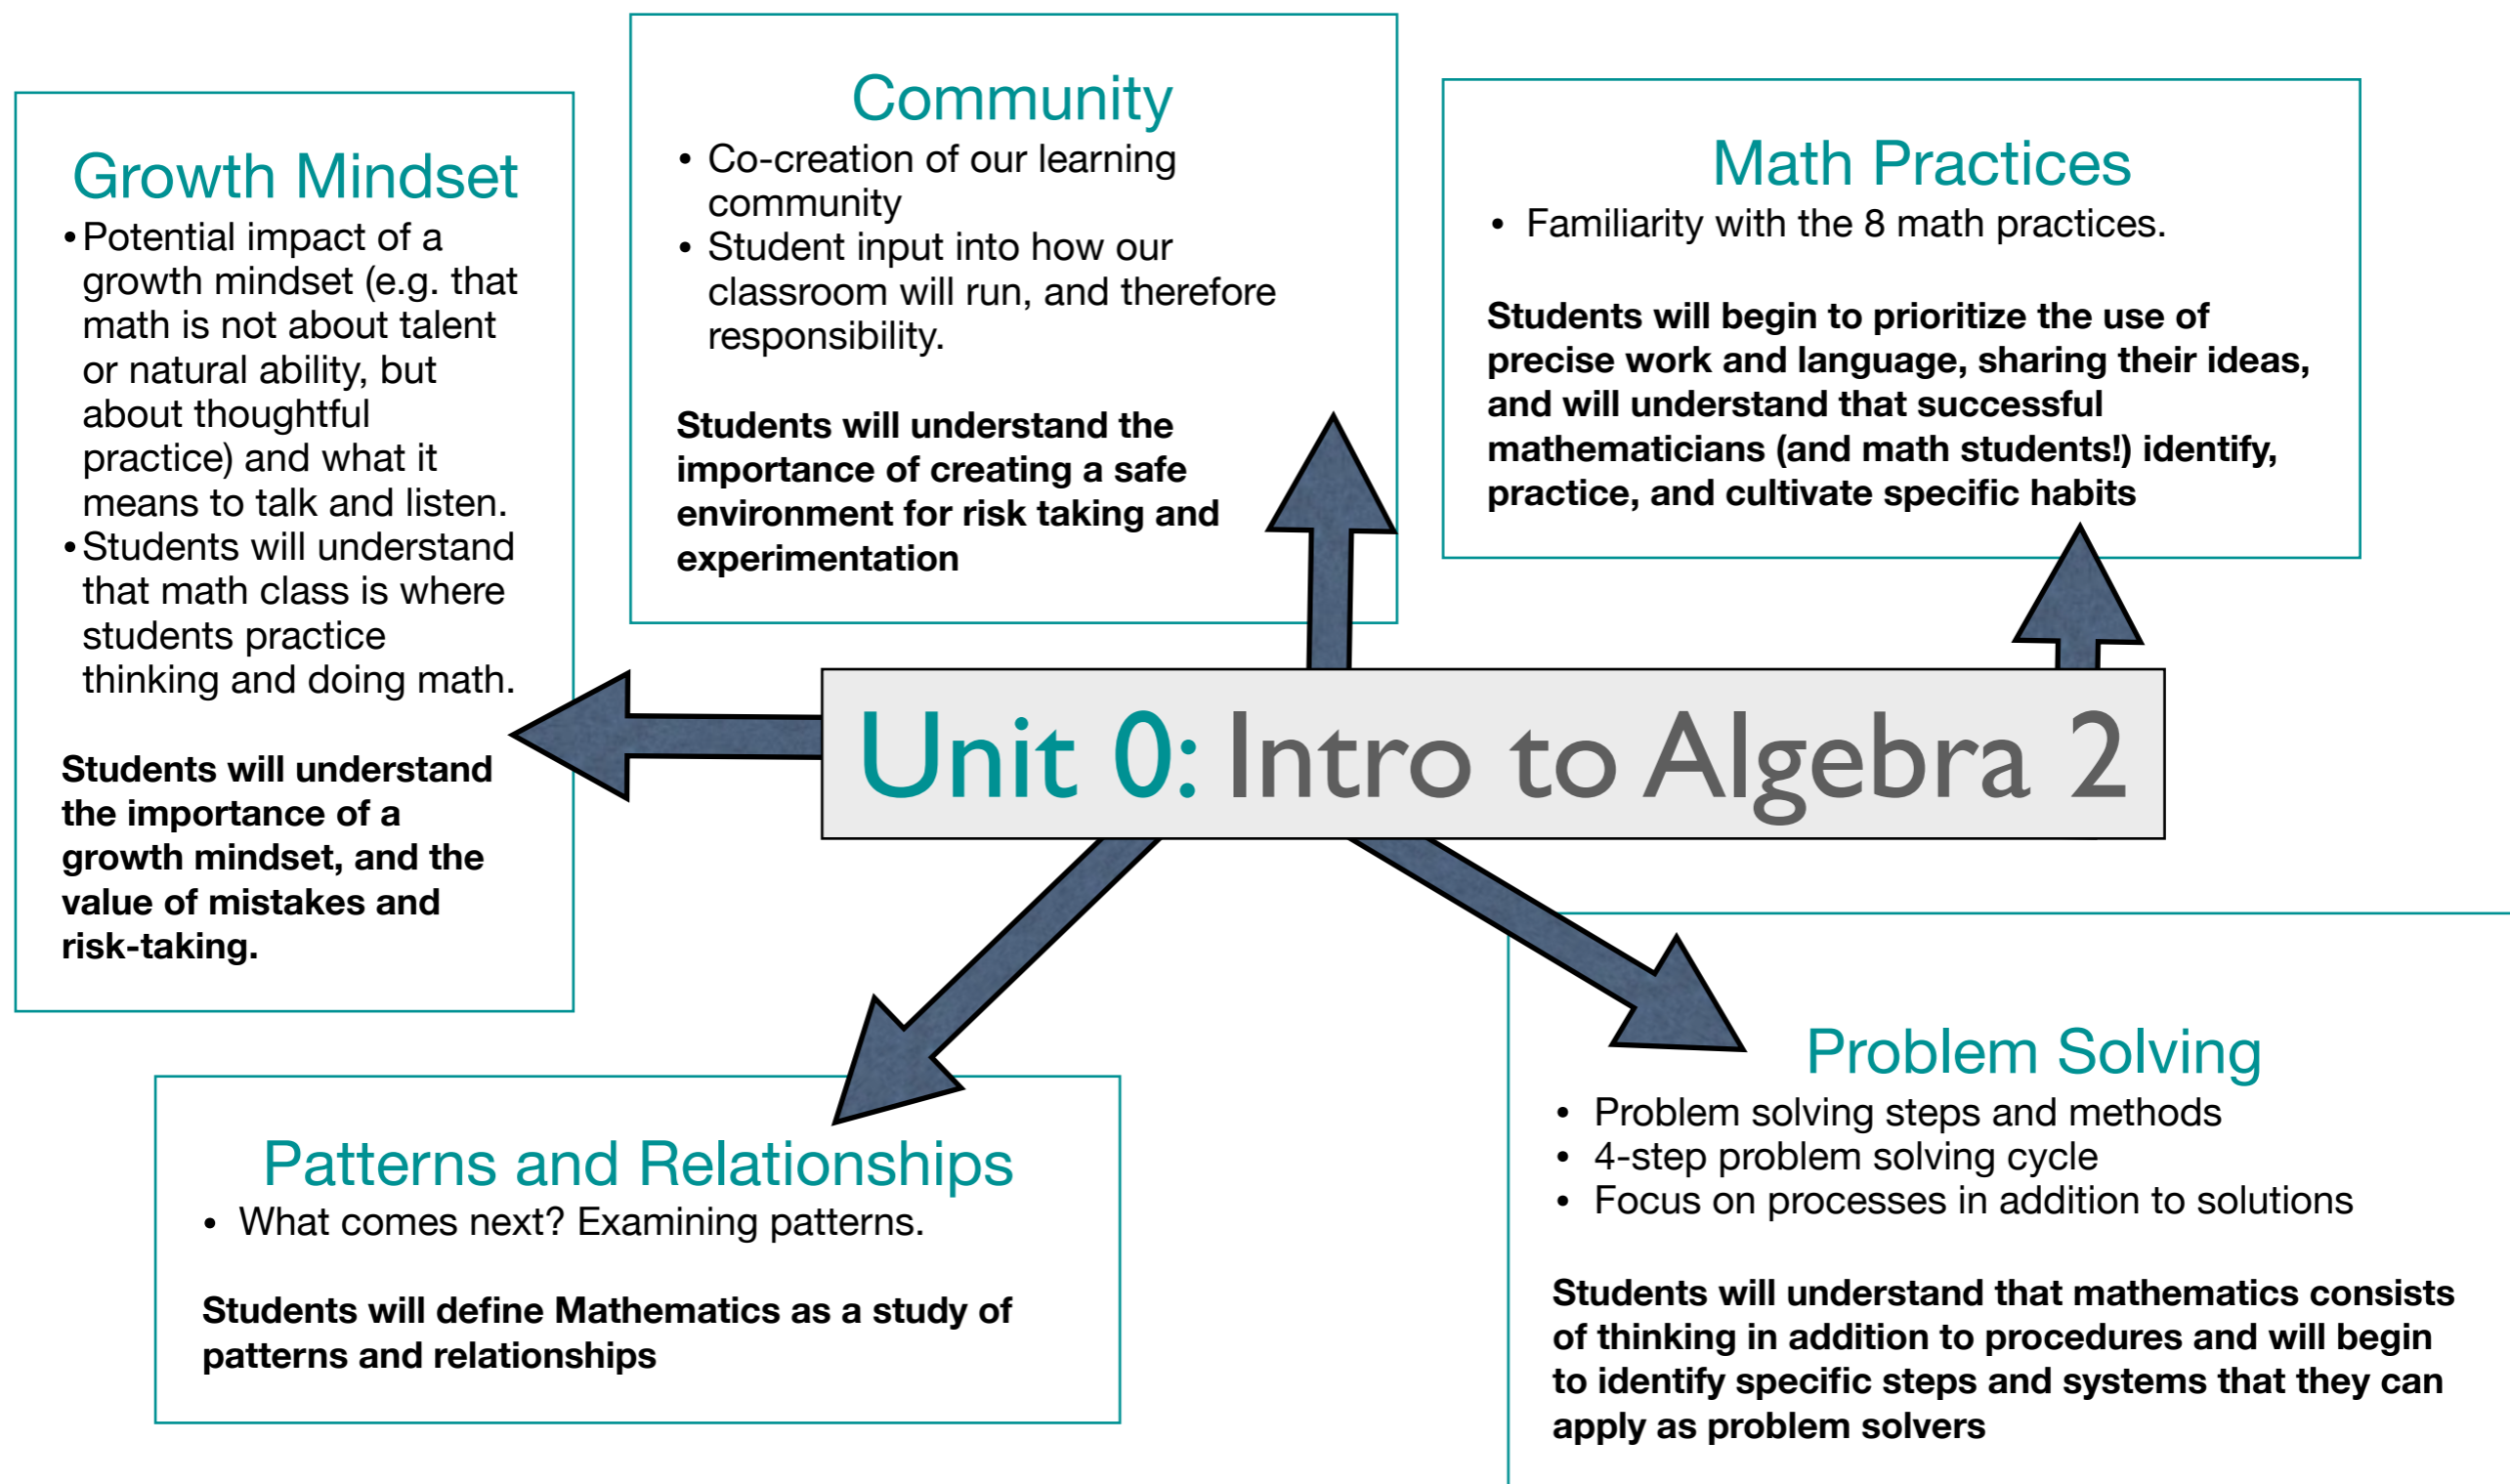 Growth Mindset
•Potential impact of a
growth mindset (e.g. that
math is not about talent
or natural ability, but
about thoughtful
practice) and what it
means to talk and listen.
•Students will understand
that math class is where
students practice
thinking and doing math.
Students will understand
the importance of a
growth mindset, and the
value of mistakes and
risk-taking.
Community
• Co-creation of our learning
community
• Student input into how our
classroom will run, and therefore
responsibility.
Students will understand the
importance of creating a safe
environment for risk taking and
experimentation
Math Practices
• Familiarity with the 8 math practices.
Students will begin to prioritize the use of
precise work and language, sharing their ideas,
and will understand that successful
mathematicians (and math students!) identify,
practice, and cultivate specific habits
Unit 0: Intro to Algebra 2
Patterns and Relationships
• What comes next? Examining patterns.
Students will define Mathematics as a study of
patterns and relationships
Problem Solving
• Problem solving steps and methods
• 4-step problem solving cycle
• Focus on processes in addition to solutions
Students will understand that mathematics consists
of thinking in addition to procedures and will begin
to identify specific steps and systems that they can
apply as problem solvers